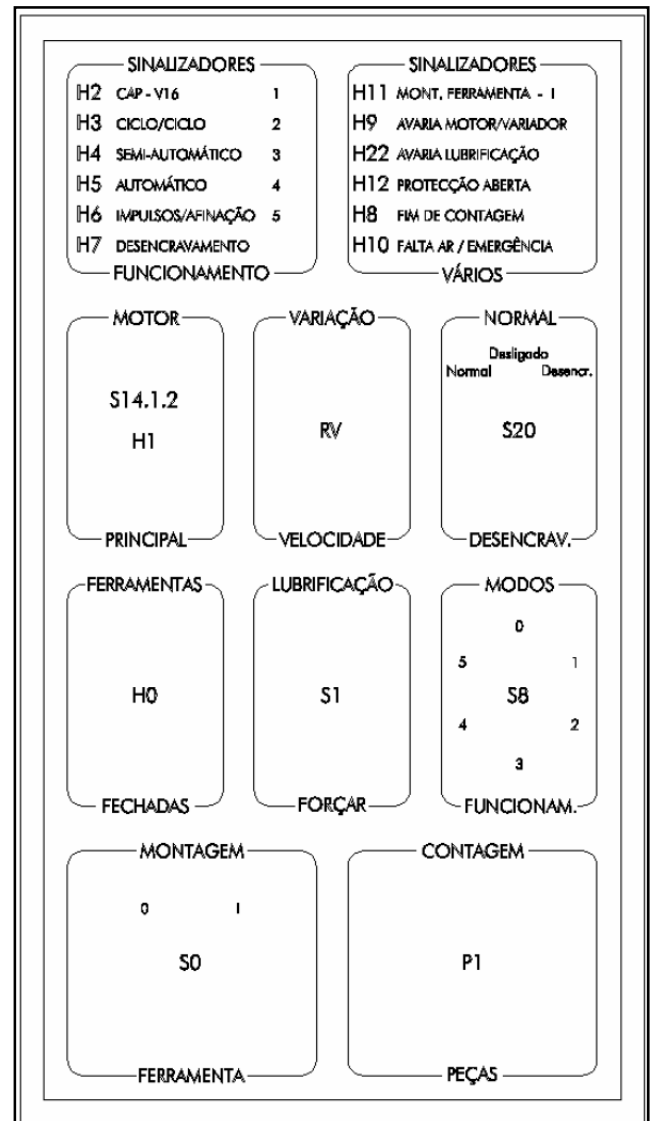 SINALIZADORES
H2 CAP - V16 1
H3 CICLO/CICLO 2
H4 SEMI-AUTOMÁTICO 3
H5 AUTOMÁTICO 4
H6 IMPULSOS/AFINAÇÃO 5
H7 DESENCRAVAMENTO
FUNCIONAMENTO
SINALIZADORES
H11 MONT. FERRAMENTA - I
H9 AVARIA MOTOR/VARIADOR
H22 AVARIA LUBRIFICAÇÃO
H12 PROTECÇÃO ABERTA
H8 FIM DE CONTAGEM
H10 FALTA AR / EMERGÊNCIA
VÁRIOS
MOTOR
S14.1.2
H1
PRINCIPAL
VARIAÇÃO
RV
VELOCIDADE
NORMAL
Desligado
Normal Desencr.
S20
DESENCRAV.
FERRAMENTAS
H0
FECHADAS
LUBRIFICAÇÃO
S1
FORÇAR
MODOS
0
5 1
S8
4 2
3
FUNCIONAM.
MONTAGEM
0 I
S0
FERRAMENTA
CONTAGEM
P1
PEÇAS